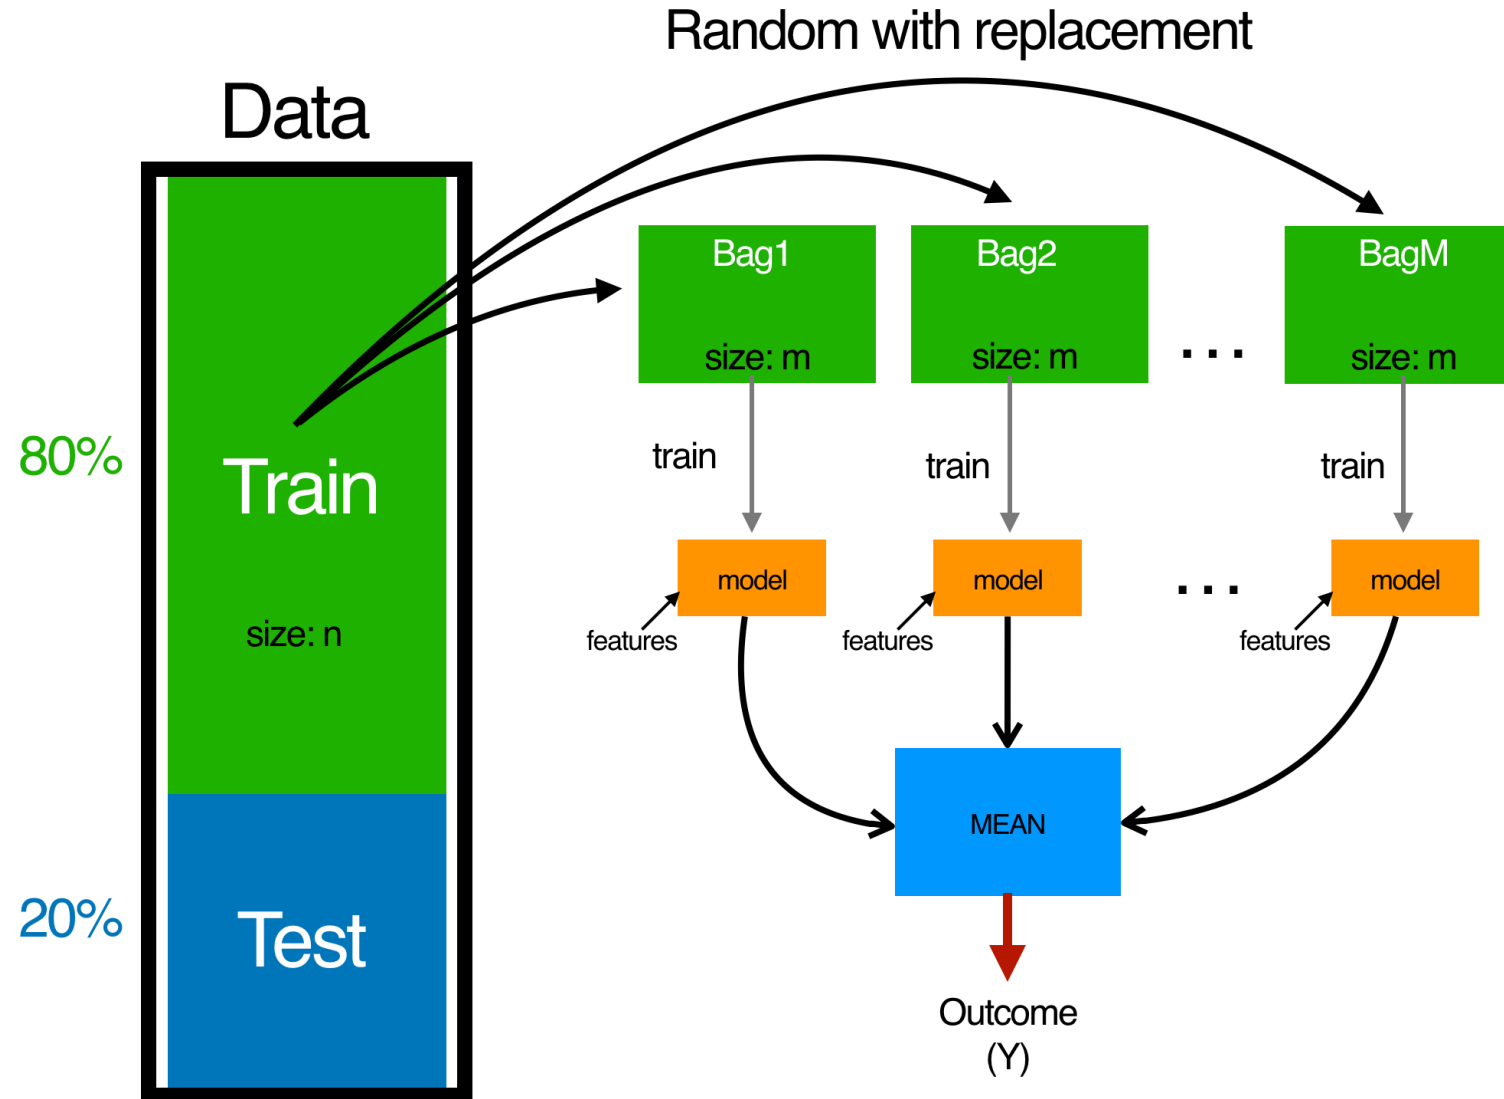 Random with replacement
Data
80%
Train
size: n
20%
Test
Bag1
size: m
Bag2
size: m
...
BagM
size: m
train
train
train
model
model
...
model
features
features
features
MEAN
Outcome
(Y)